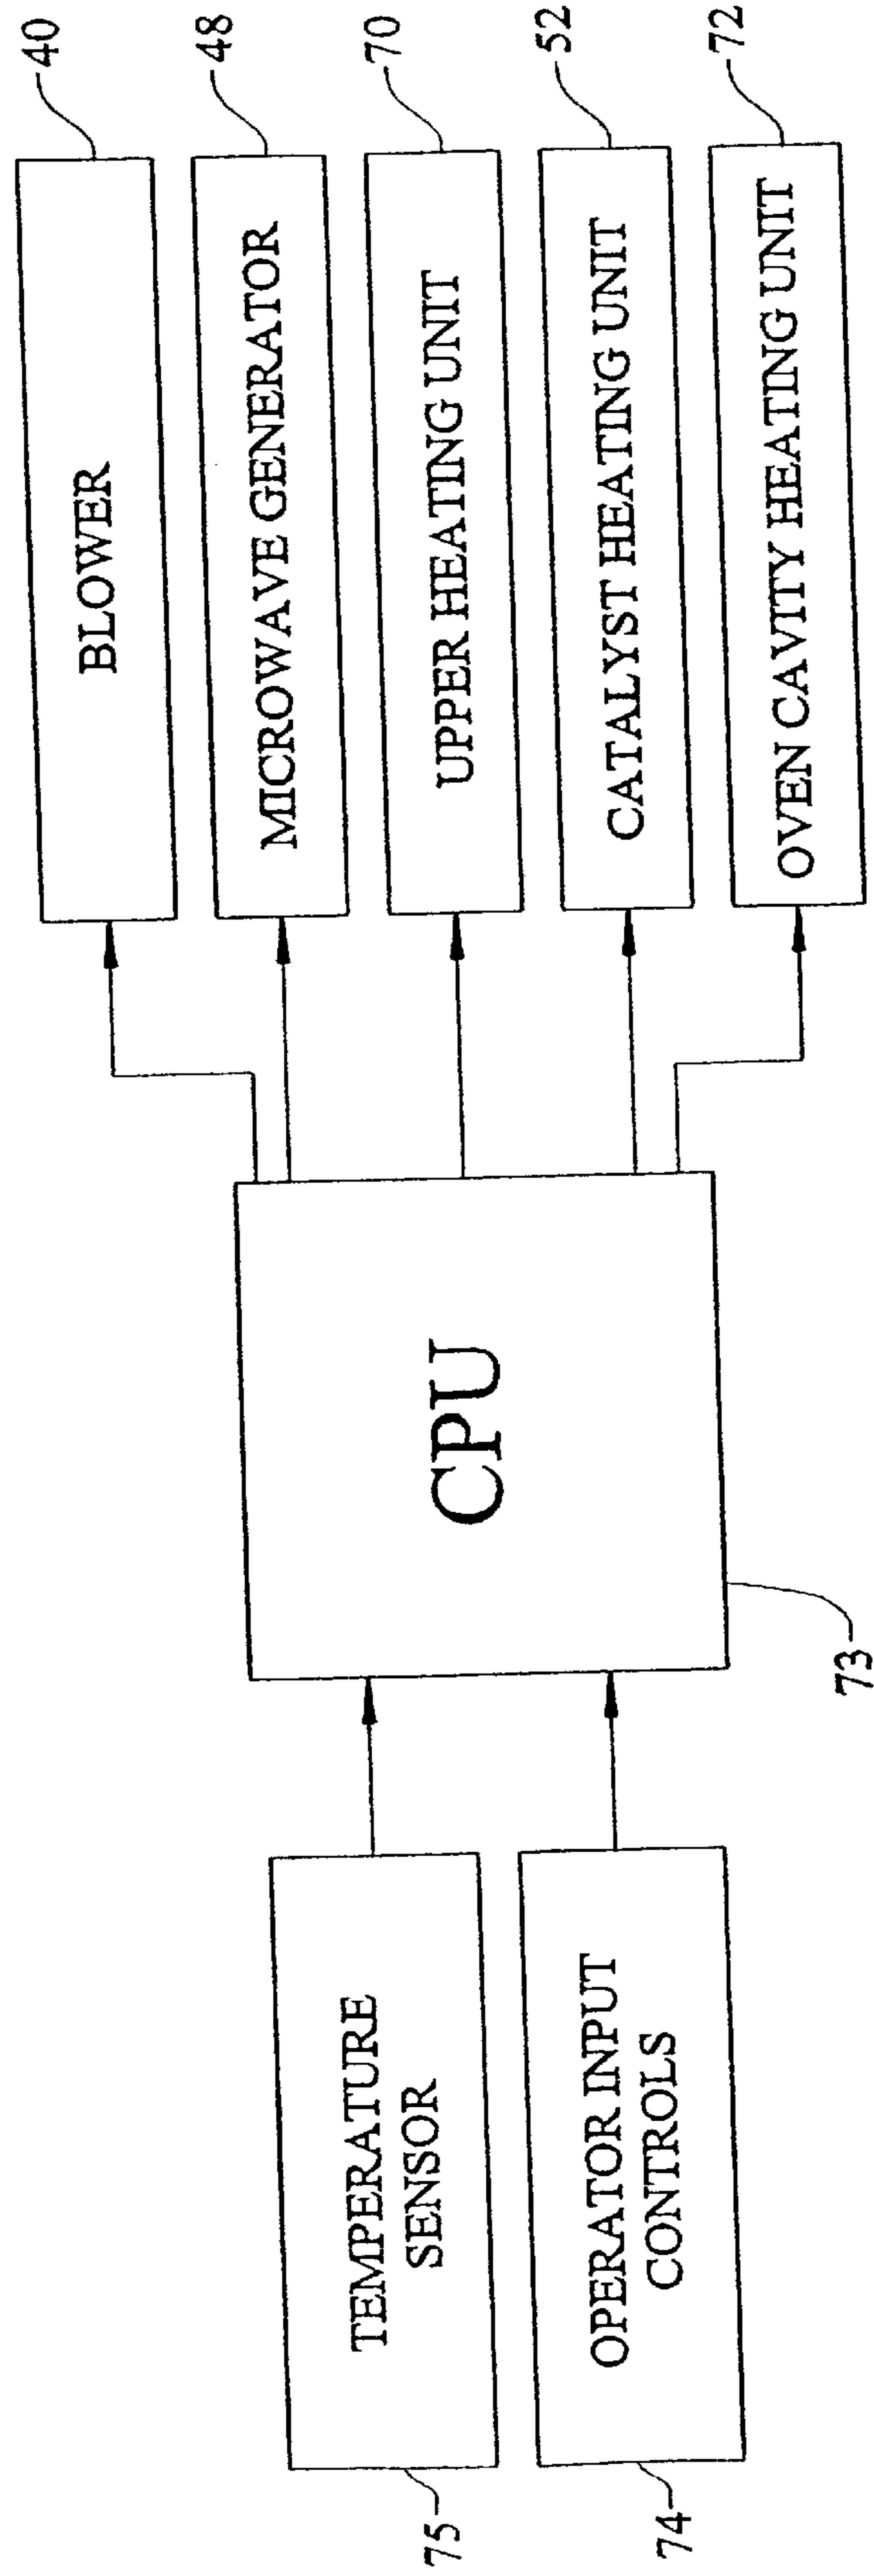 75
TEMPERATURE
SENSOR
74
OPERATOR INPUT
CONTROLS
CPU
73
BLOWER
40
MICROWAVE GENERATOR
48
UPPER HEATING UNIT
70
CATALYST HEATING UNIT
52
OVEN CAVITY HEATING UNIT
72